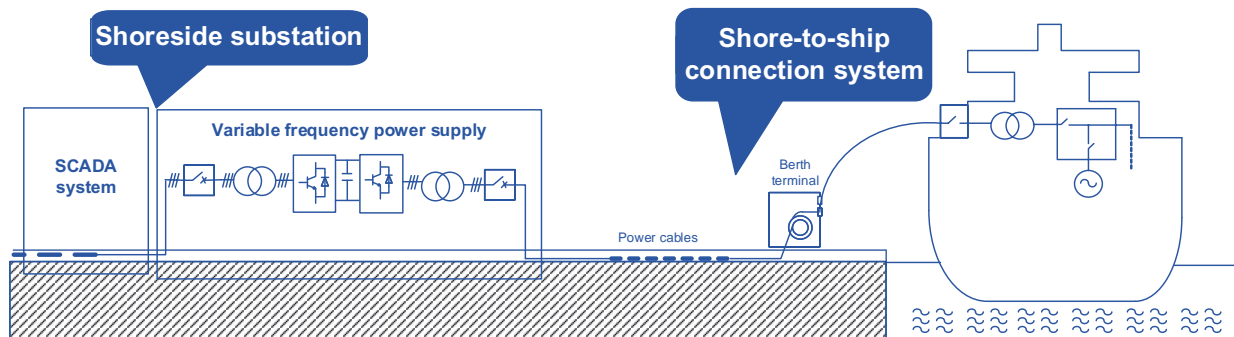 Shoreside substation
Shore-to-ship
connection system
Variable frequency power supply
SCADA
system
Berth
terminal
Power cables